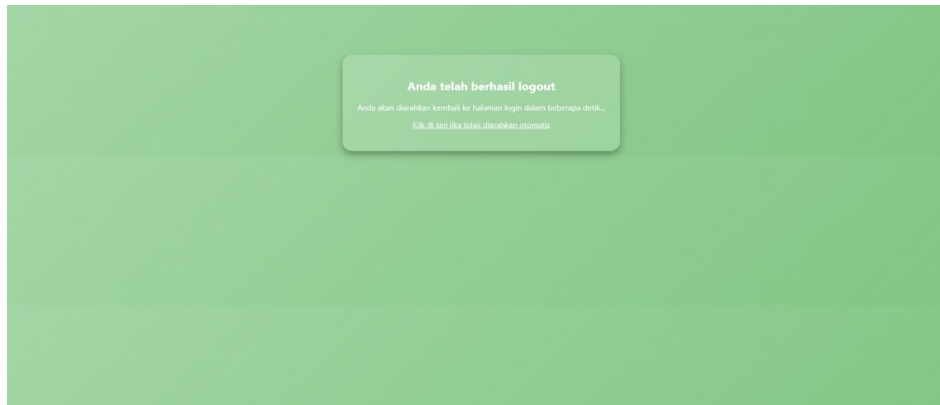 Anda telah berhasil logout
Anda akan diarahkan kembali ke halaman login dalam beberapa detik...
Klik di sini jika tidak diarahkan otomatis